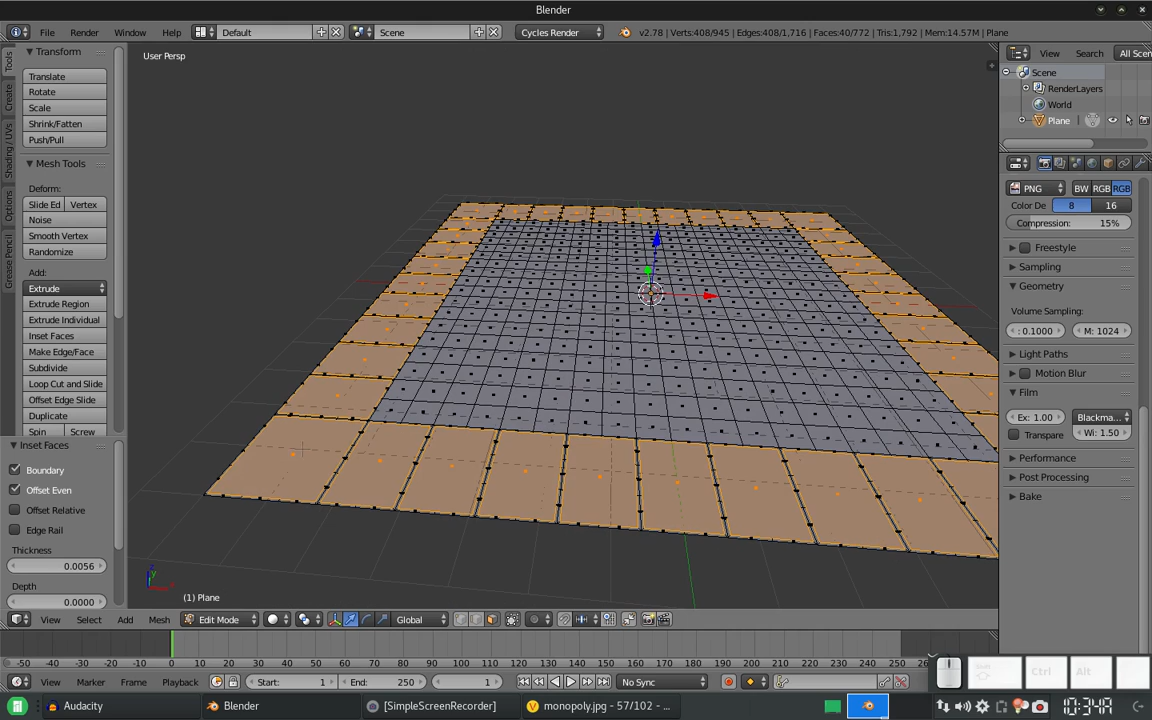 Blender
File Render Window Help Default Scene Cycles Render v2.78 | Verts:408/945 | Edges:408/1,716 | Faces:40/772 | Tris:1,792 | Mem:14.57M | Plane
Tools
Create
Shading / UVs
Options
Grease Pencil
Transform
Translate
Rotate
Scale
Shrink/Fatten
Push/Pull
Mesh Tools
Deform:
Slide Ed Vertex
Noise
Smooth Vertex
Randomize
Add:
Extrude
Extrude Region
Extrude Individual
Inset Faces
Make Edge/Face
Subdivide
Loop Cut and Slide
Offset Edge Slide
Duplicate
Spin Screw
Inset Faces
Boundary
Offset Even
Offset Relative
Edge Rail
Thickness
0.0056
Depth
0.0000
User Persp
(1) Plane
View Search All Scen
Scene
RenderLayers
World
Plane
PNG BW RGB RGB
Color De 8 16
Compression: 15%
Freestyle
Sampling
Geometry
Volume Sampling:
: 0.1000 M: 1024
Light Paths
Motion Blur
Film
Ex: 1.00 Blackma...
Transpare Wi: 1.50
Performance
Post Processing
Bake
View Select Add Mesh Edit Mode Global
-50 -40 -30 -20 -10 0 10 20 30 40 50 60 70 80 90 100 110 120 130 140 150 160 170 180 190 200 210 220 230 240 250
View Marker Frame Playback Start: 1 End: 250 1 No Sync
Ctrl Alt
Audacity Blender [SimpleScreenRecorder] monopoly.jpg - 57/102 - ... 10:34